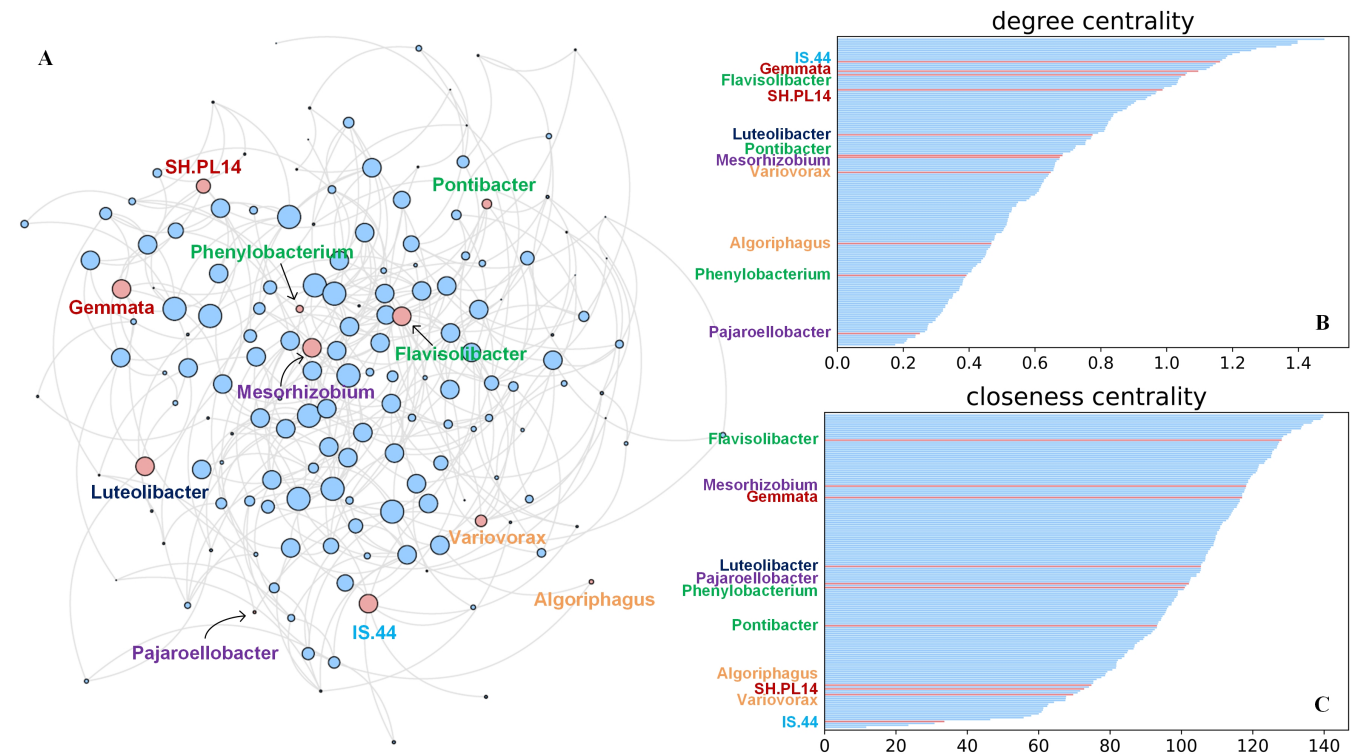 A
SH.PL14
Pontibacter
Phenylobacterium
Gemmata
Flavisolibacter
Mesorhizobium
Luteolibacter
Variovorax
Algoriphagus
IS.44
Pajaroellobacter
degree centrality
IS.44
Gemmata
Flavisolibacter
SH.PL14
Luteolibacter
Pontibacter
Mesorhizobium
Variovorax
Algoriphagus
Phenylobacterium
Pajaroellobacter
B
0.0 0.2 0.4 0.6 0.8 1.0 1.2 1.4
closeness centrality
Flavisolibacter
Mesorhizobium
Gemmata
Luteolibacter
Pajaroellobacter
Phenylobacterium
Pontibacter
Algoriphagus
SH.PL14
Variovorax
C
IS.44
0 20 40 60 80 100 120 140